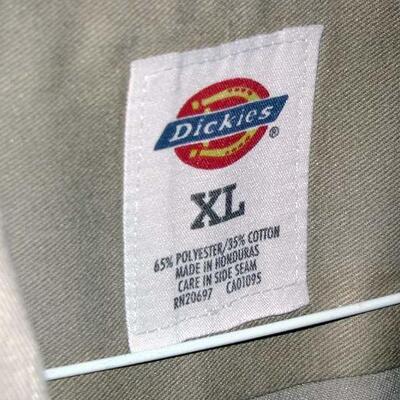 Dickies®
XL
65% POLYESTER/35% COTTON
MADE IN HONDURAS
CARE IN SIDE SEAM
RN20697 CA01095